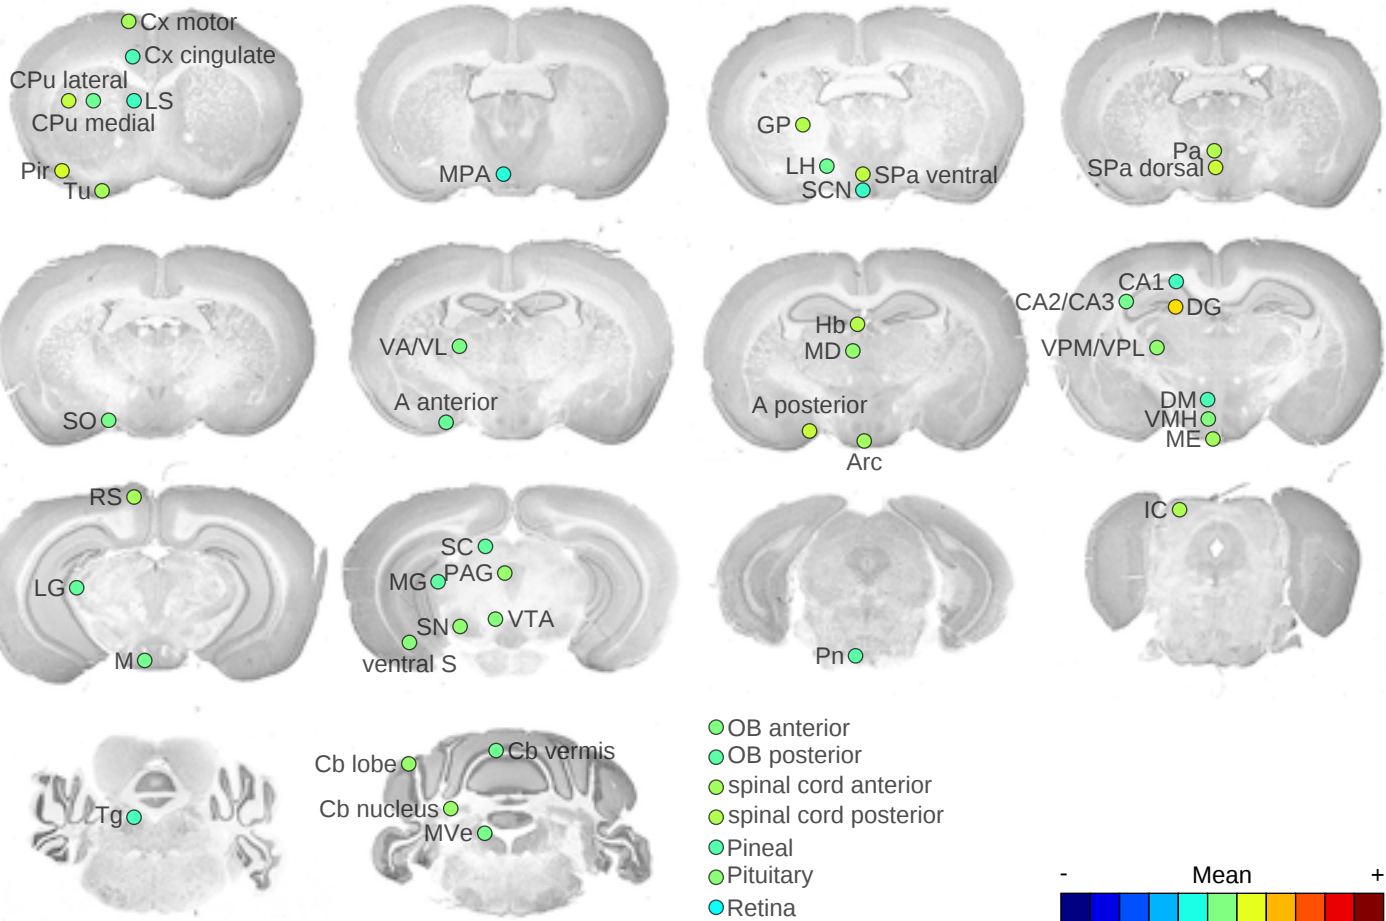 Cx motor
Cx cingulate
CPu lateral
LS
CPu medial
Pir
Tu
MPA
GP
LH
SPa ventral
SCN
Pa
SPa dorsal
SO
VA/VL
A anterior
Hb
MD
A posterior
Arc
CA1
CA2/CA3
DG
VPM/VPL
DM
VMH
ME
RS
LG
M
SC
MG
PAG
SN
VTA
ventral S
Pn
IC
Tg
Cb lobe
Cb vermis
Cb nucleus
MVe
OB anterior
OB posterior
spinal cord anterior
spinal cord posterior
Pineal
Pituitary
Retina
- Mean +